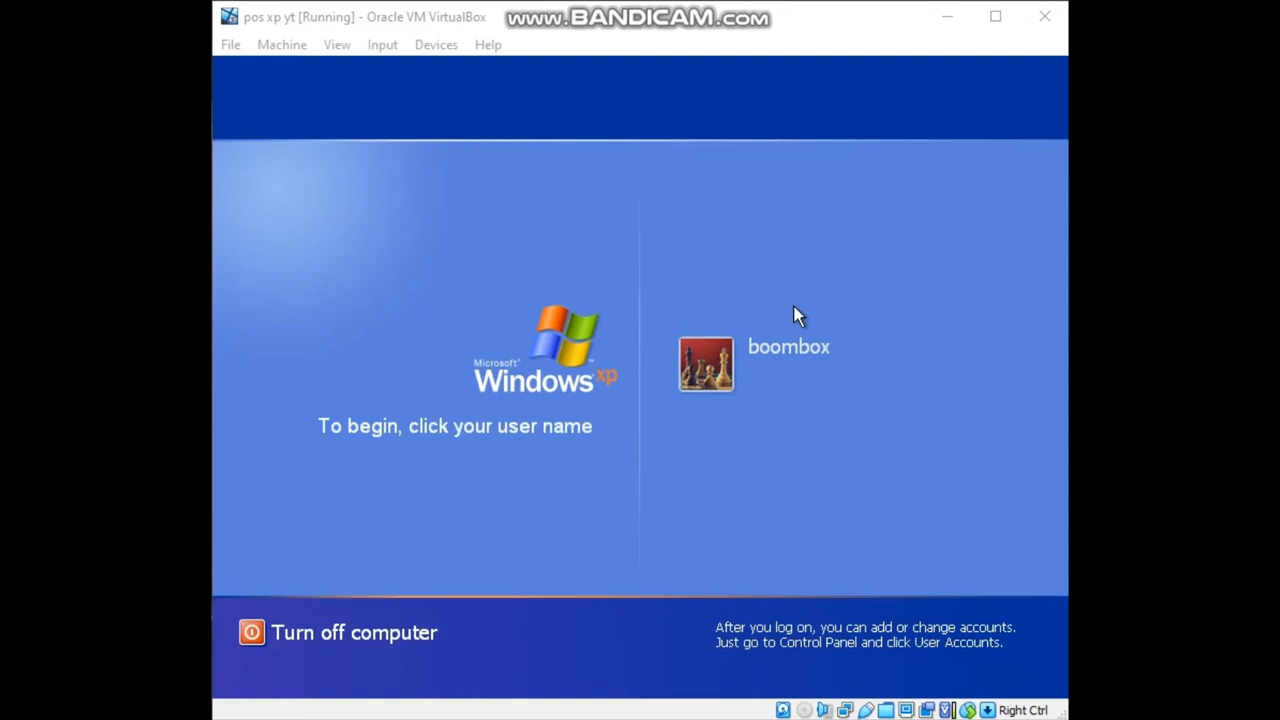 pos xp yt [Running] - Oracle VM VirtualBox
www.BANDICAM.com
File Machine View Input Devices Help
Microsoft®
Windows xp
To begin, click your user name
boombox
Turn off computer
After you log on, you can add or change accounts.
Just go to Control Panel and click User Accounts.
Right Ctrl